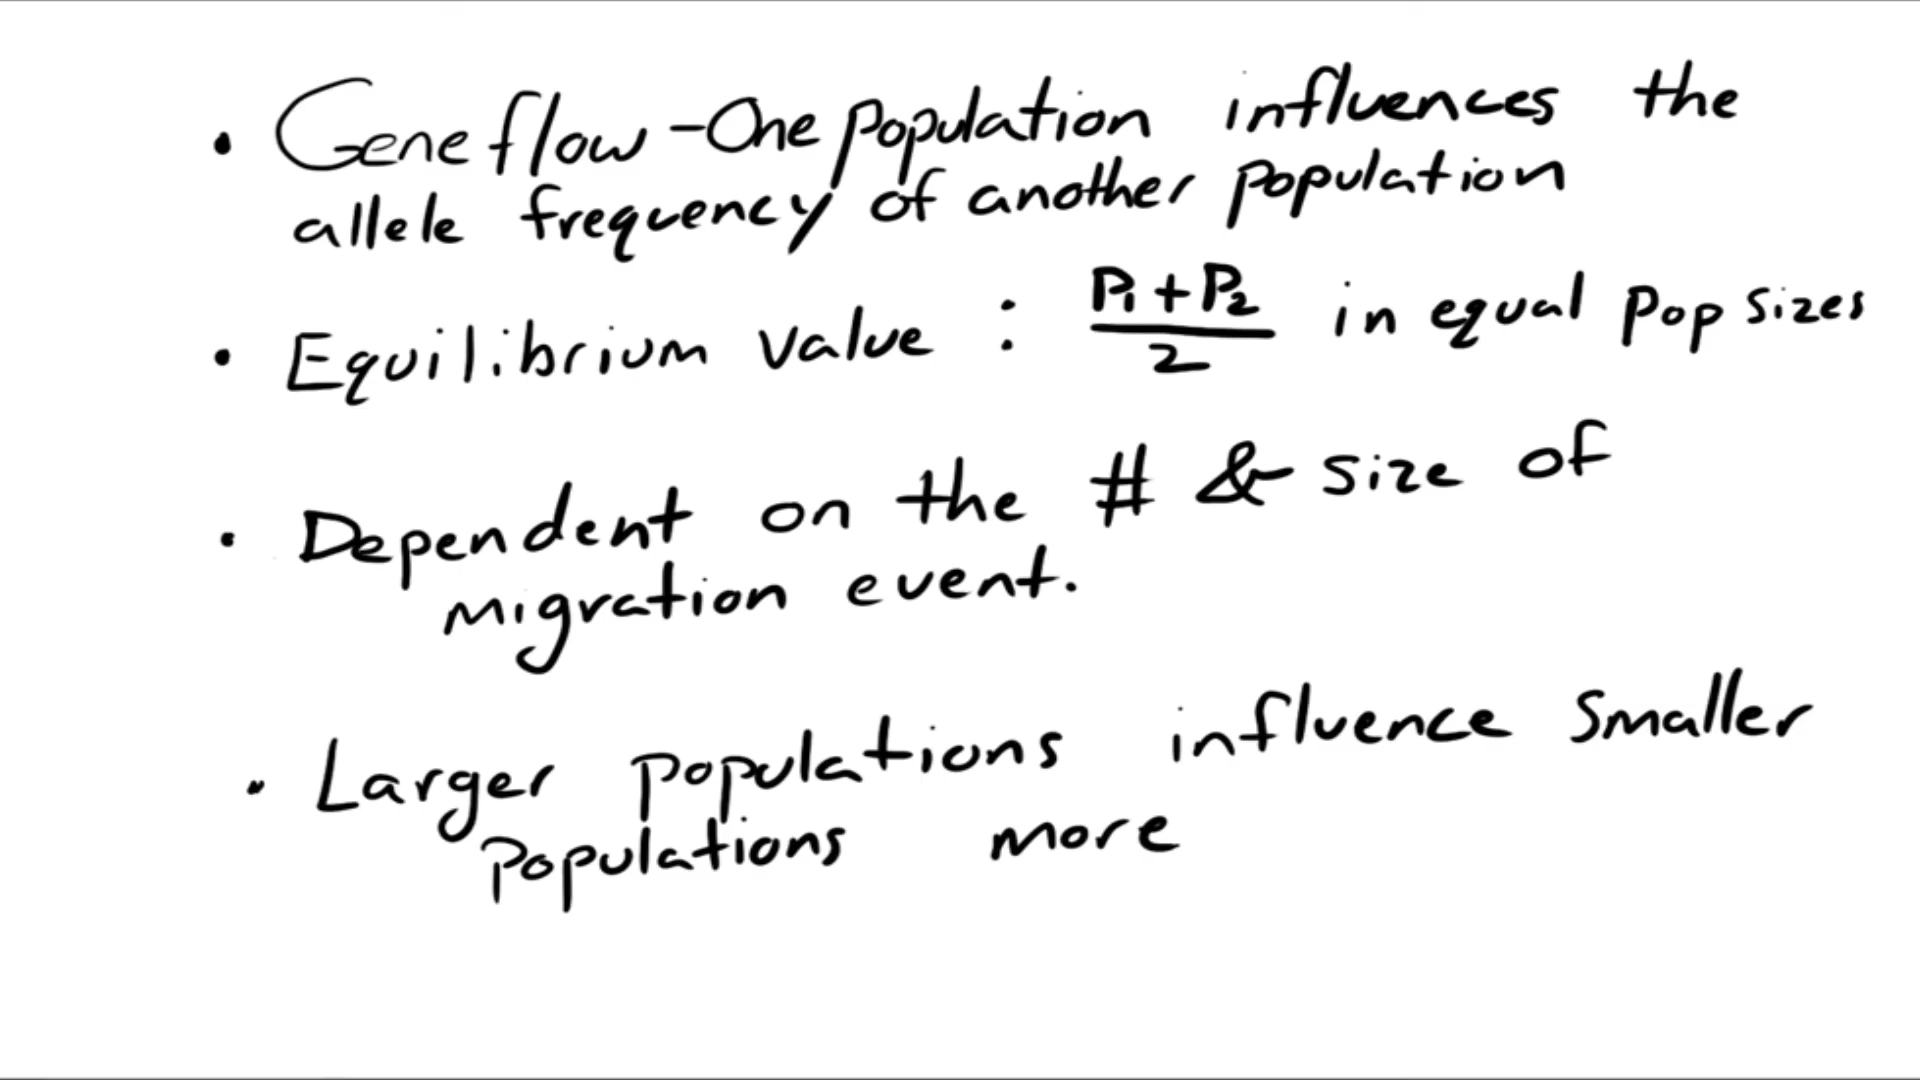 • Gene flow - One population influences the
allele frequency of another population
• Equilibrium value : P₁ + P₂ / 2 in equal pop sizes
• Dependent on the # & size of
migration event.
• Larger populations influence smaller
populations more